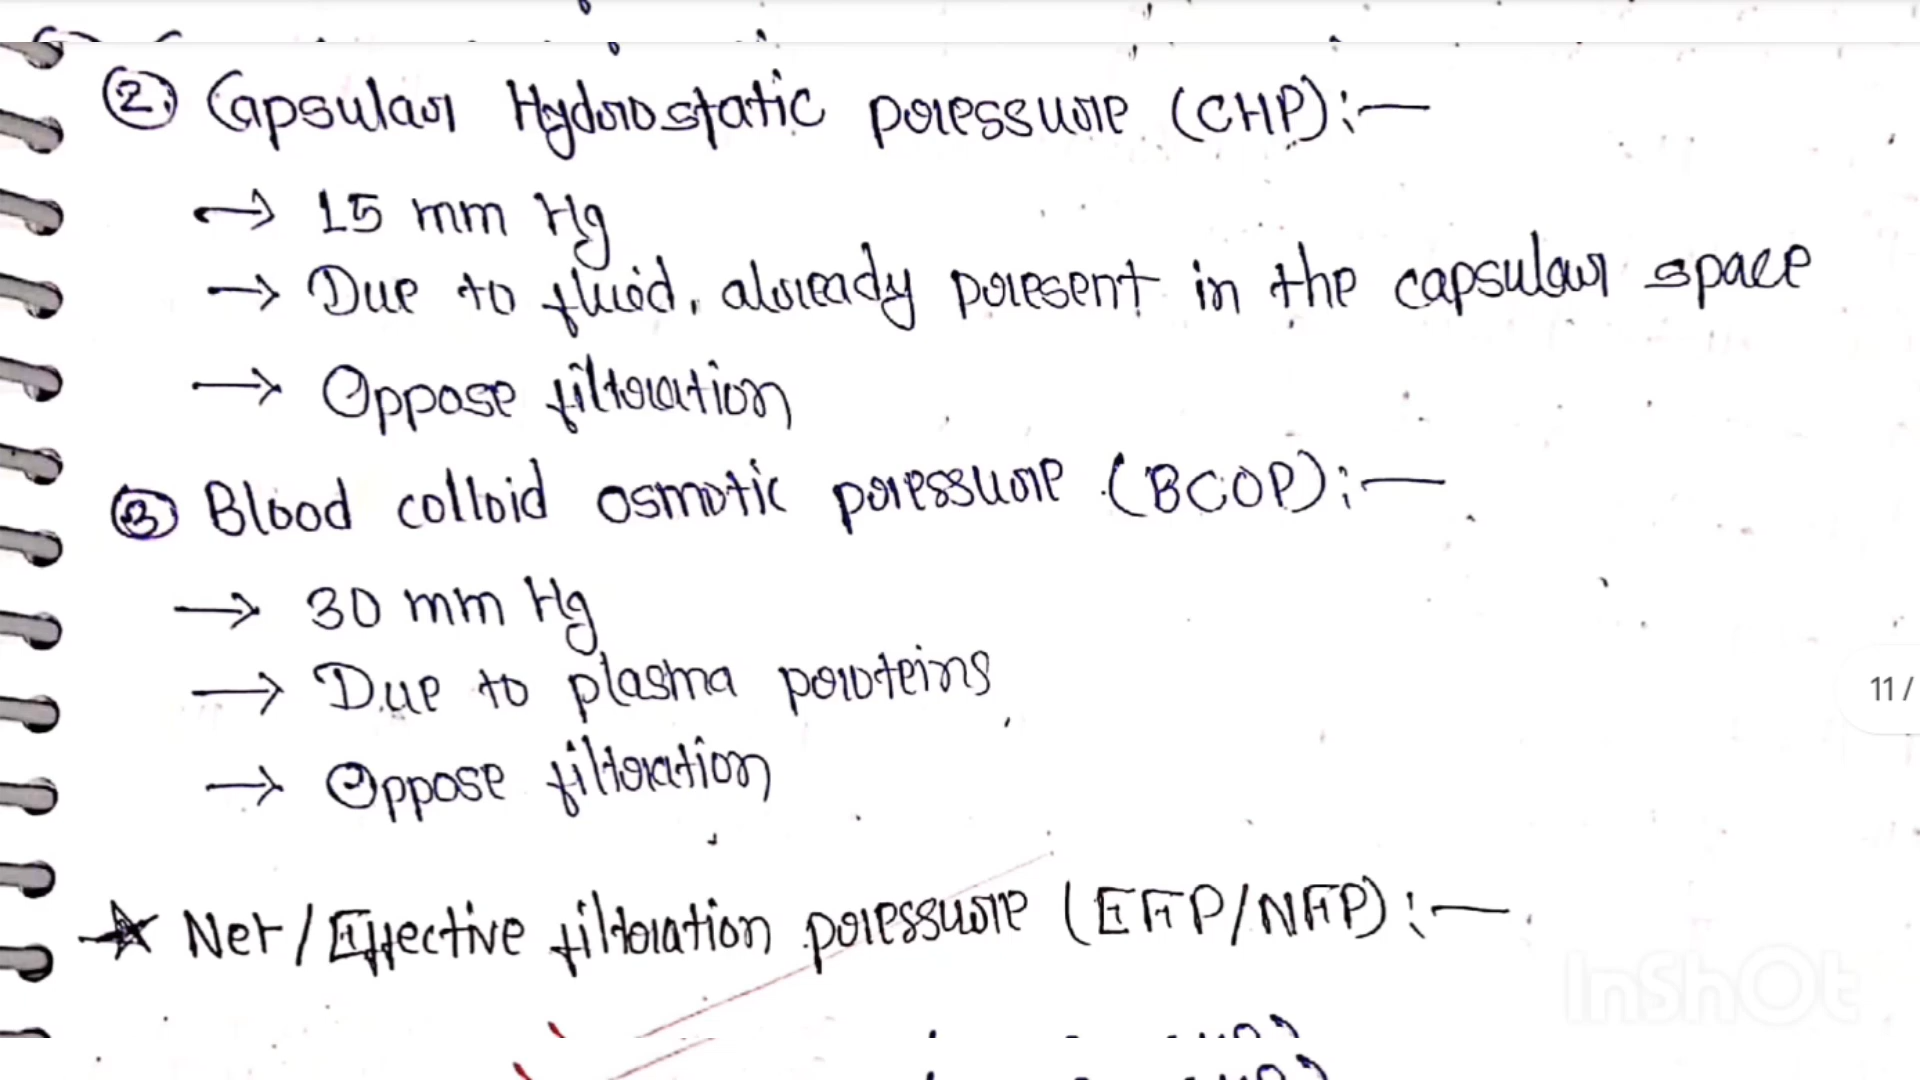 ② Capsular Hydrostatic pressure (CHP):—
→ 15 mm Hg
→ Due to fluid, already present in the capsular space
→ Oppose filtration
③ Blood colloid osmotic pressure (BCOP):—
→ 30 mm Hg
→ Due to plasma proteins
→ Oppose filtration
★ Net/Effective filtration pressure (EFP/NFP):—
11 /
InShOt